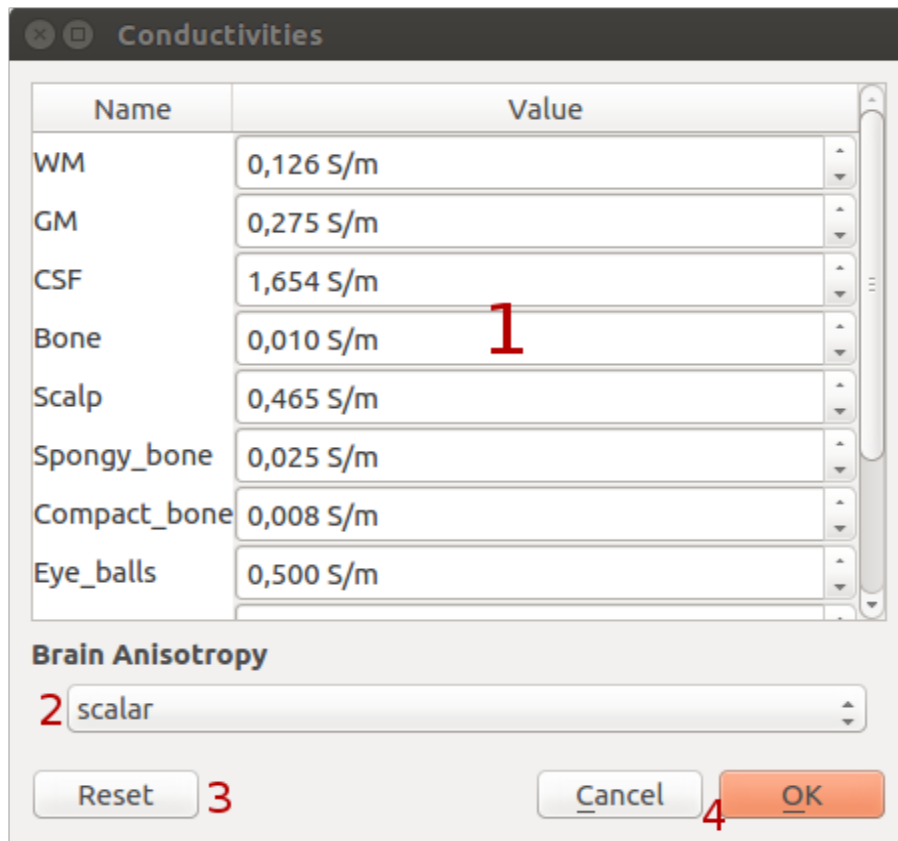 Conductivities
Name Value
WM 0,126 S/m
GM 0,275 S/m
CSF 1,654 S/m
1
Bone 0,010 S/m
Scalp 0,465 S/m
Spongy_bone 0,025 S/m
Compact_bone 0,008 S/m
Eye_balls 0,500 S/m
Brain Anisotropy
2 scalar
Reset 3 Cancel 4 OK